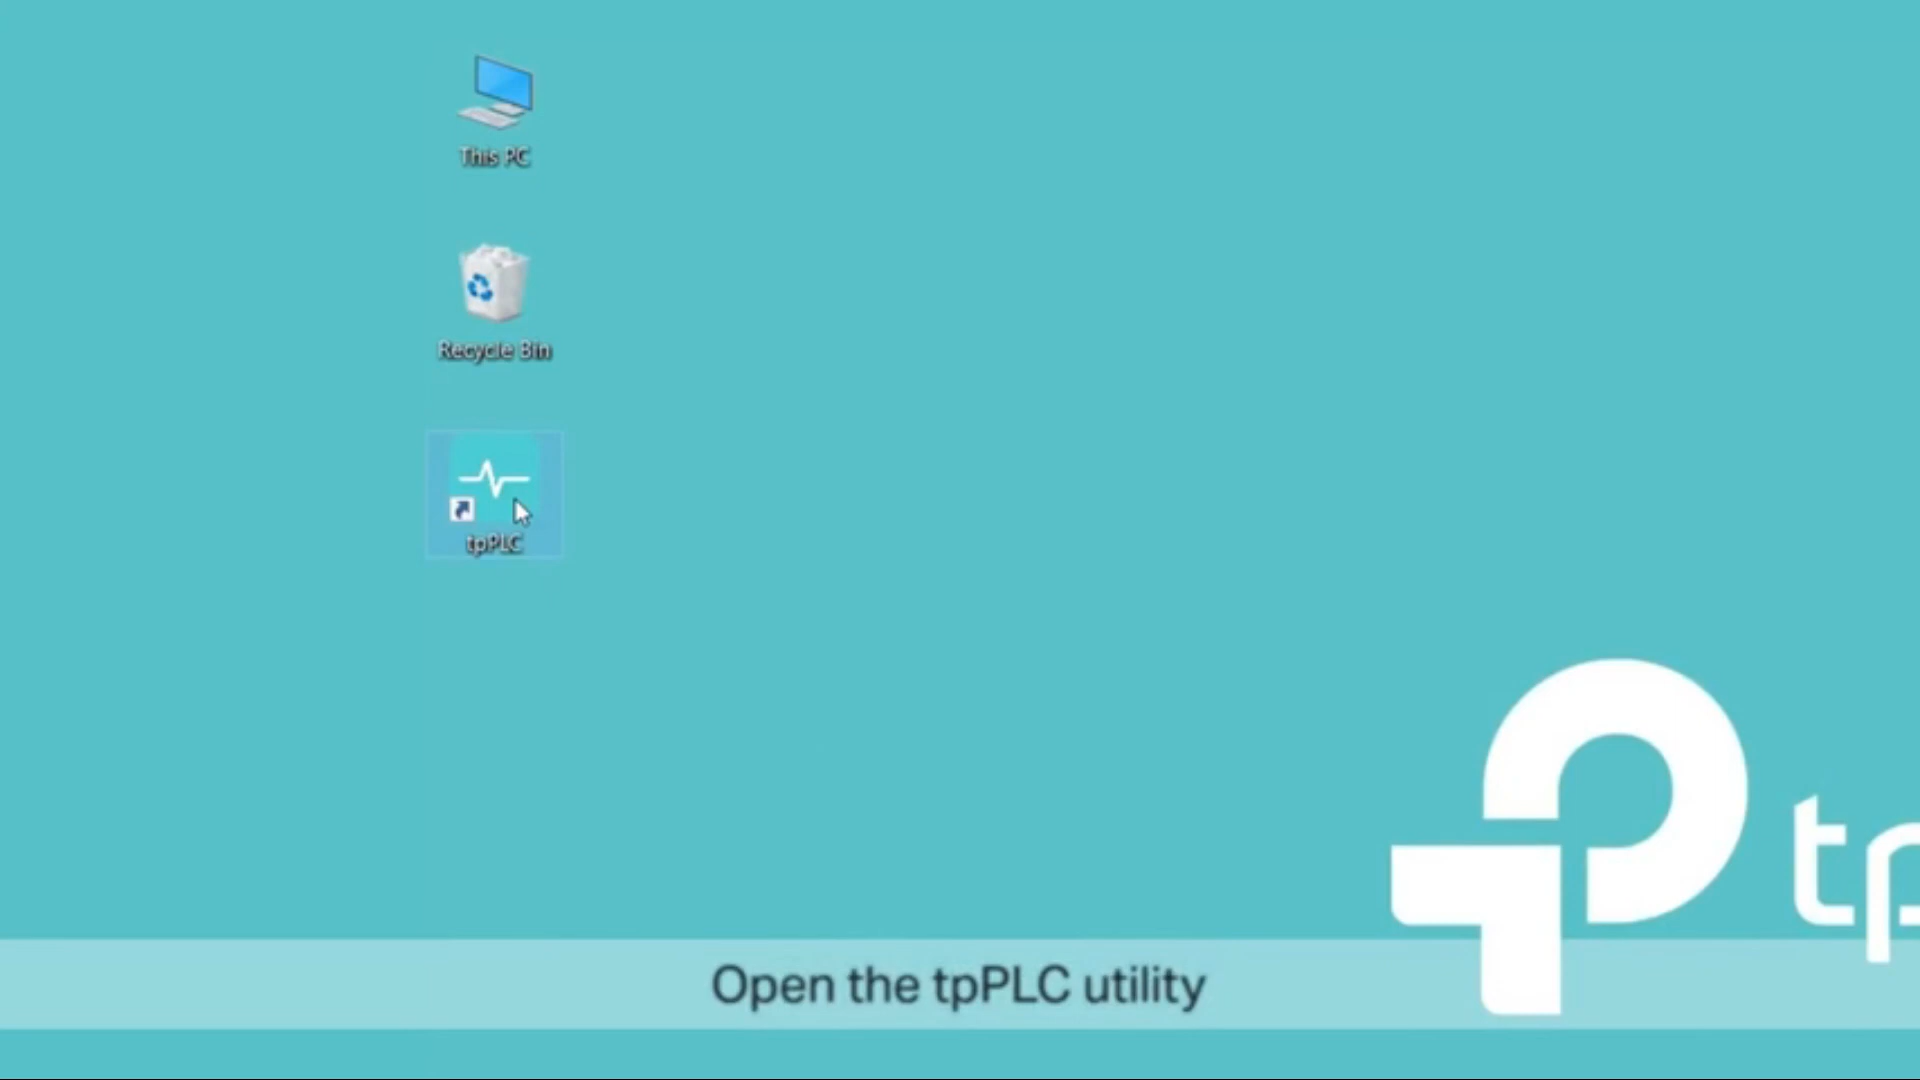 This PC
Recycle Bin
tpPLC
tp
Open the tpPLC utility